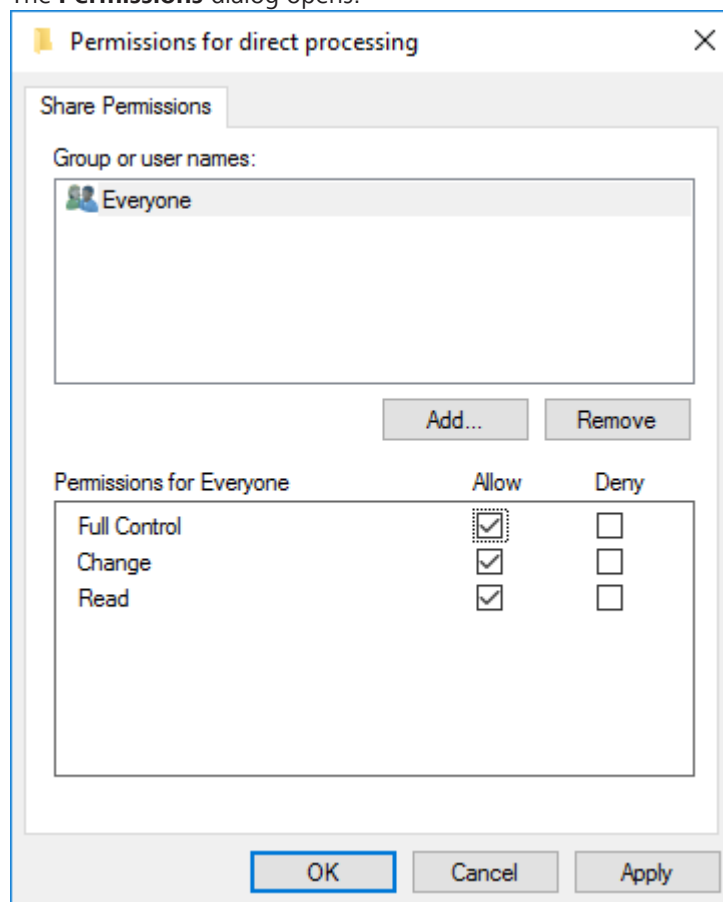 The Permissions dialog opens.
Permissions for direct processing
Share Permissions
Group or user names:
Everyone
Add... Remove
Permissions for Everyone Allow Deny
Full Control
Change
Read
OK Cancel Apply